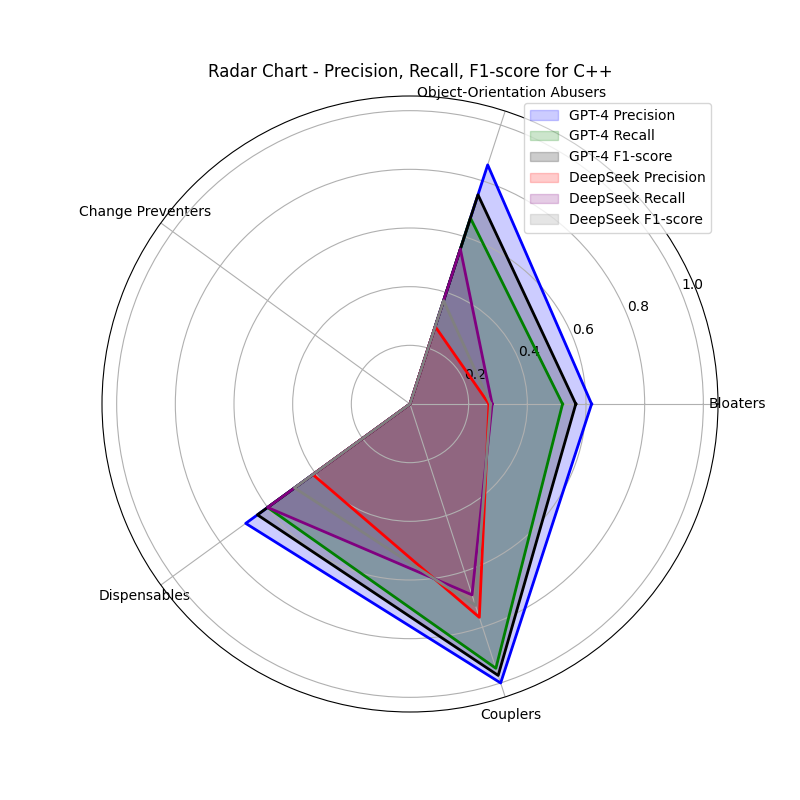 Radar Chart - Precision, Recall, F1-score for C++
Object-Orientation Abusers
GPT-4 Precision
GPT-4 Recall
GPT-4 F1-score
DeepSeek Precision
DeepSeek Recall
DeepSeek F1-score
Change Preventers
1.0
0.8
0.6
0.4
0.2
Bloaters
Dispensables
Couplers